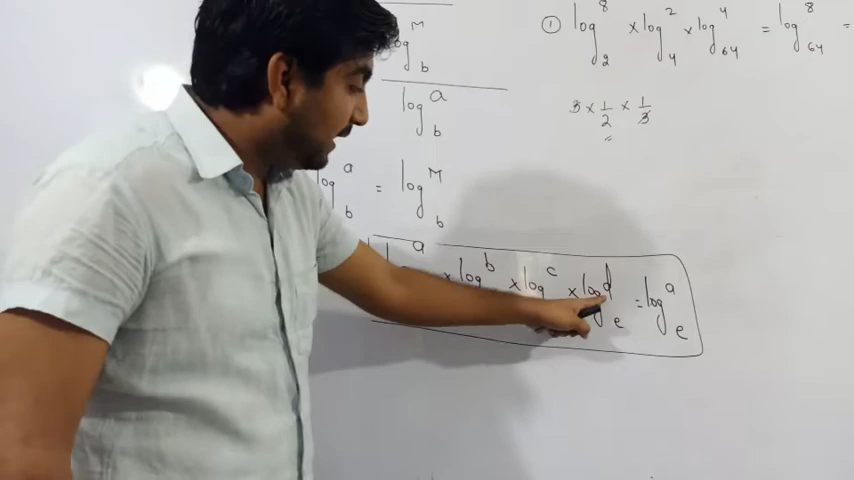 M
log b
log a b
① log 8 2 × log 2 4 × log 4 64 = log 8 64 =
3 × 1/2 × 1/3
log a b = log M b
a × log b × log c × log d e = log a e